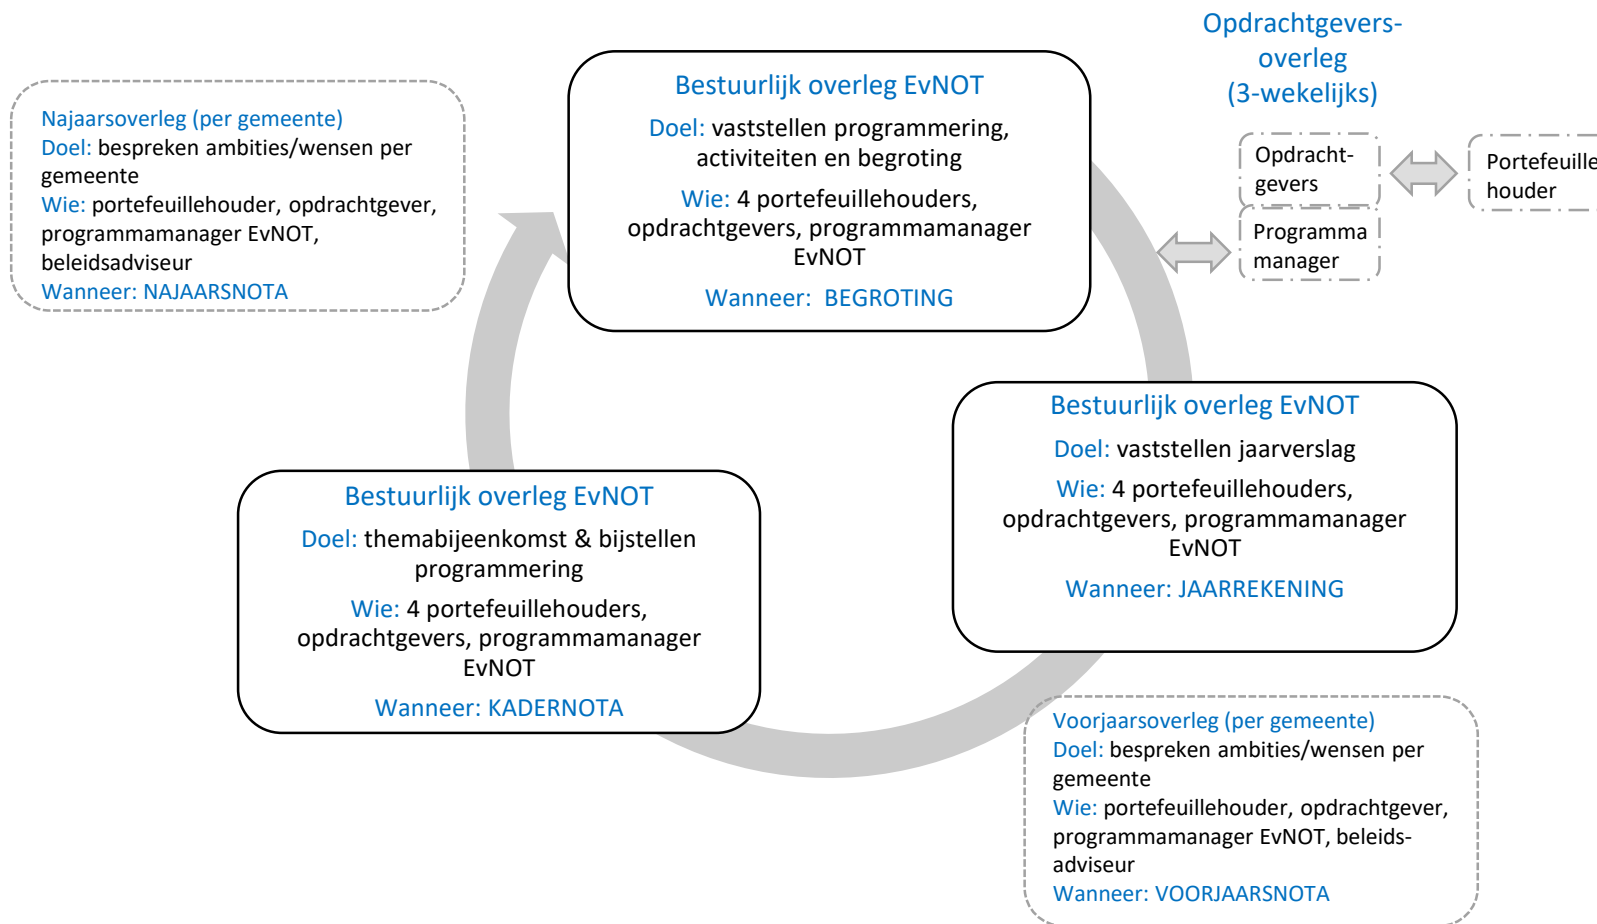 Opdrachtgevers-
overleg
(3-wekelijks)
Opdracht-
gevers
Programma
manager
Portefeuille
houder
Najaarsoverleg (per gemeente)
Doel: bespreken ambities/wensen per
gemeente
Wie: portefeuillehouder, opdrachtgever,
programmamanager EvNOT,
beleidsadviseur
Wanneer: NAJAARSNOTA
Bestuurlijk overleg EvNOT
Doel: vaststellen programmering,
activiteiten en begroting
Wie: 4 portefeuillehouders,
opdrachtgevers, programmamanager
EvNOT
Wanneer:  BEGROTING
Bestuurlijk overleg EvNOT
Doel: vaststellen jaarverslag
Wie: 4 portefeuillehouders,
opdrachtgevers, programmamanager
EvNOT
Wanneer: JAARREKENING
Bestuurlijk overleg EvNOT
Doel: themabijeenkomst & bijstellen
programmering
Wie: 4 portefeuillehouders,
opdrachtgevers, programmamanager
EvNOT
Wanneer: KADERNOTA
Voorjaarsoverleg (per gemeente)
Doel: bespreken ambities/wensen per
gemeente
Wie: portefeuillehouder, opdrachtgever,
programmamanager EvNOT, beleids-
adviseur
Wanneer: VOORJAARSNOTA